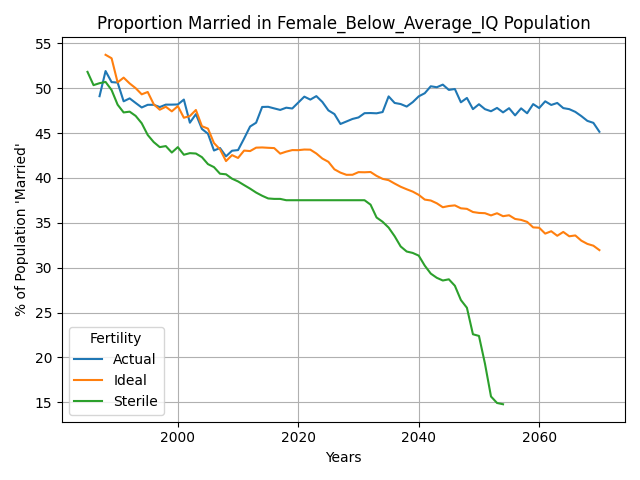 Proportion Married in Female_Below_Average_IQ Population
% of Population 'Married'
55
50
45
40
35
30
25
20
15
Fertility
Actual
Ideal
Sterile
2000
2020
2040
2060
Years